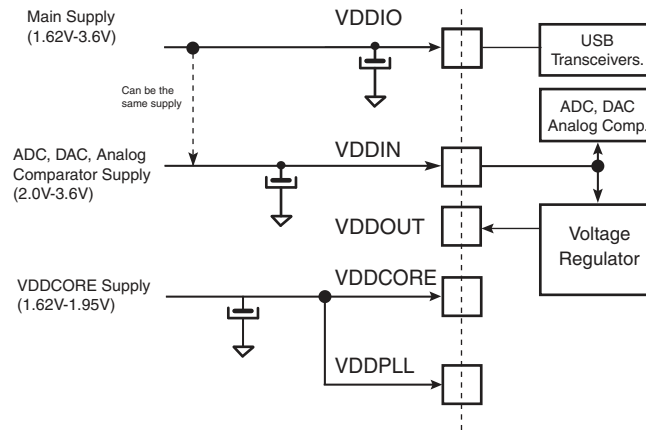 Main Supply
(1.62V-3.6V)
VDDIO
USB
Transceivers.
Can be the
same supply
ADC, DAC
Analog Comp.
ADC, DAC, Analog
Comparator Supply
(2.0V-3.6V)
VDDIN
VDDOUT
Voltage
Regulator
VDDCORE Supply
(1.62V-1.95V)
VDDCORE
VDDPLL